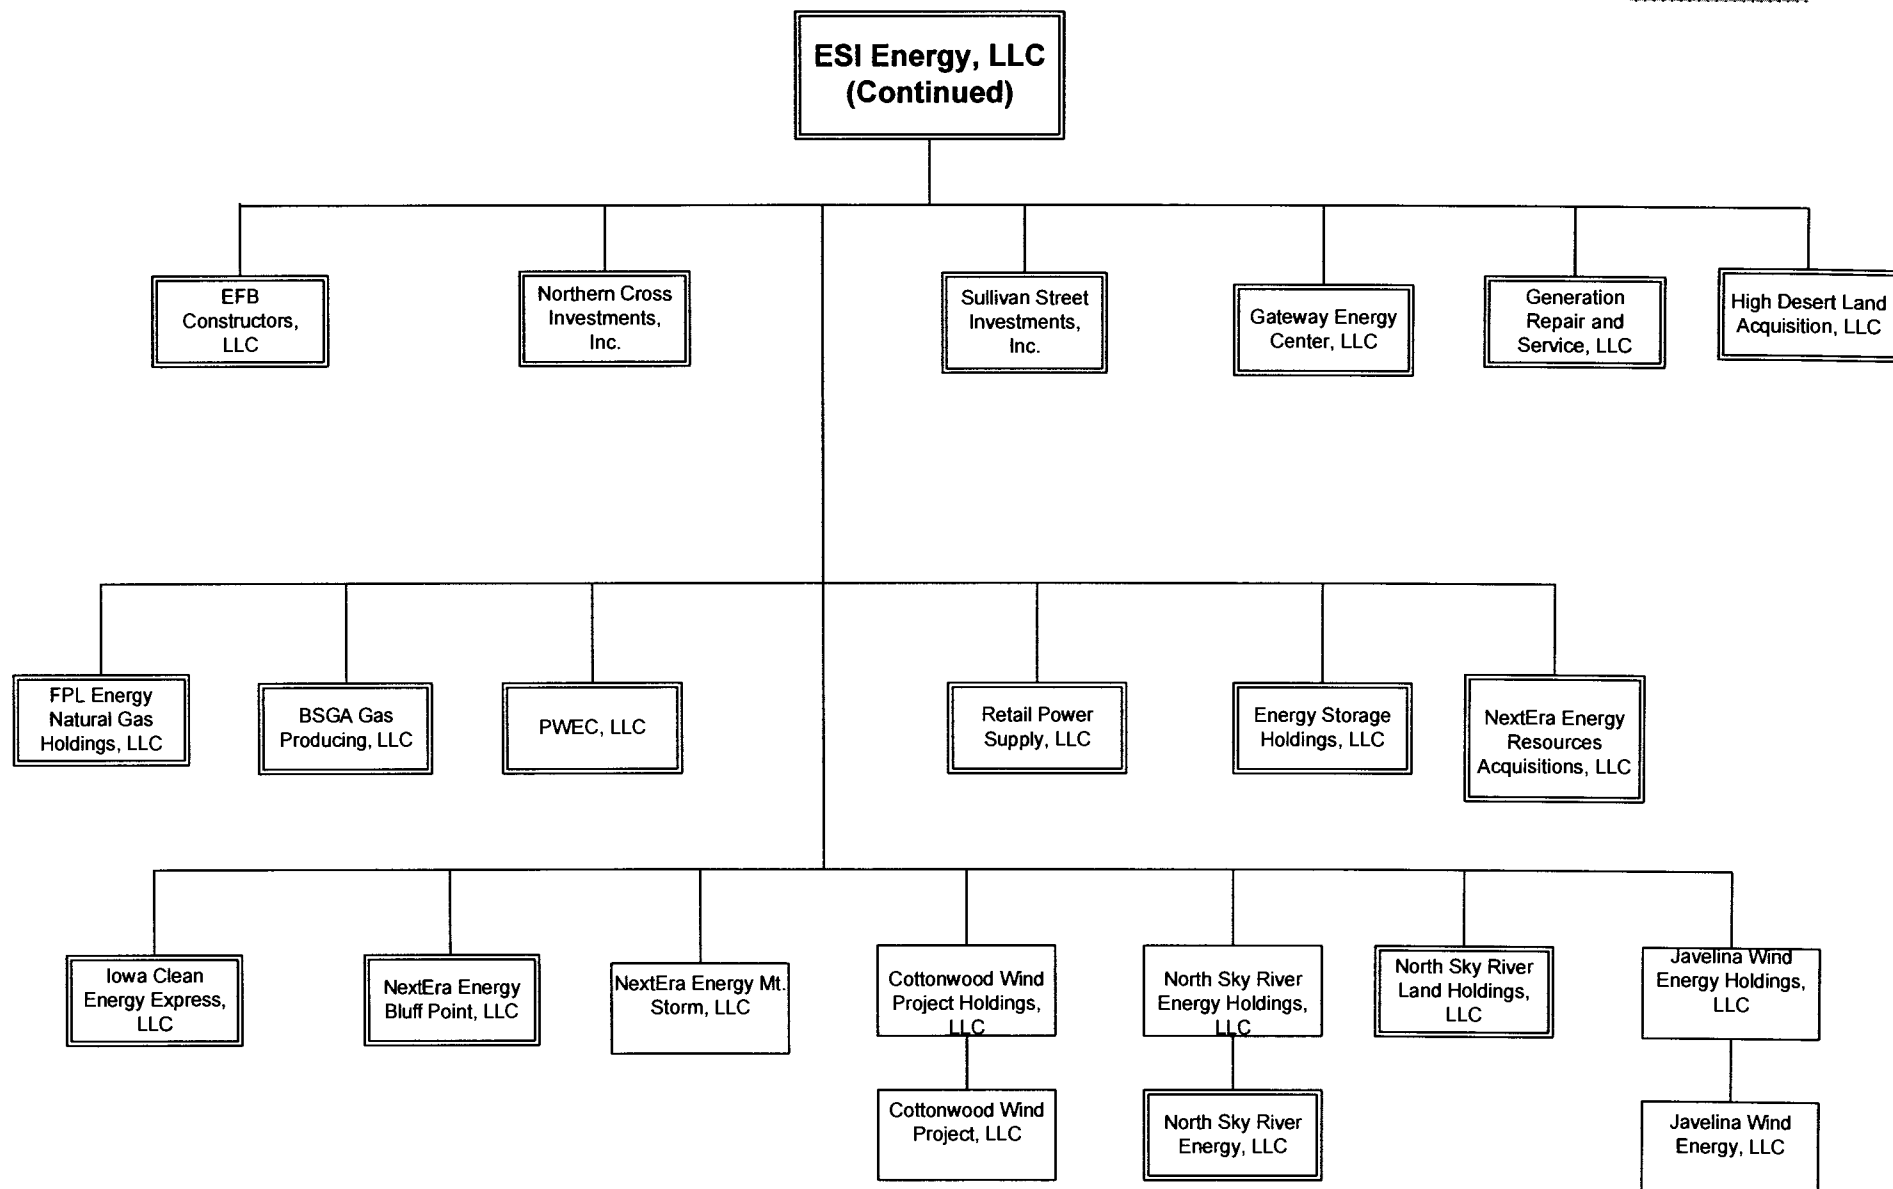 ESI Energy, LLC
(Continued)
EFB
Constructors,
LLC
Northern Cross
Investments,
Inc.
Sullivan Street
Investments,
Inc.
Gateway Energy
Center, LLC
Generation
Repair and
Service, LLC
High Desert Land
Acquisition, LLC
FPL Energy
Natural Gas
Holdings, LLC
BSGA Gas
Producing, LLC
PWEC, LLC
Retail Power
Supply, LLC
Energy Storage
Holdings, LLC
NextEra Energy
Resources
Acquisitions, LLC
Iowa Clean
Energy Express,
LLC
NextEra Energy
Bluff Point, LLC
NextEra Energy Mt.
Storm, LLC
Cottonwood Wind
Project Holdings,
LLC
North Sky River
Energy Holdings,
LLC
North Sky River
Land Holdings,
LLC
Javelina Wind
Energy Holdings,
LLC
Cottonwood Wind
Project, LLC
North Sky River
Energy, LLC
Javelina Wind
Energy, LLC